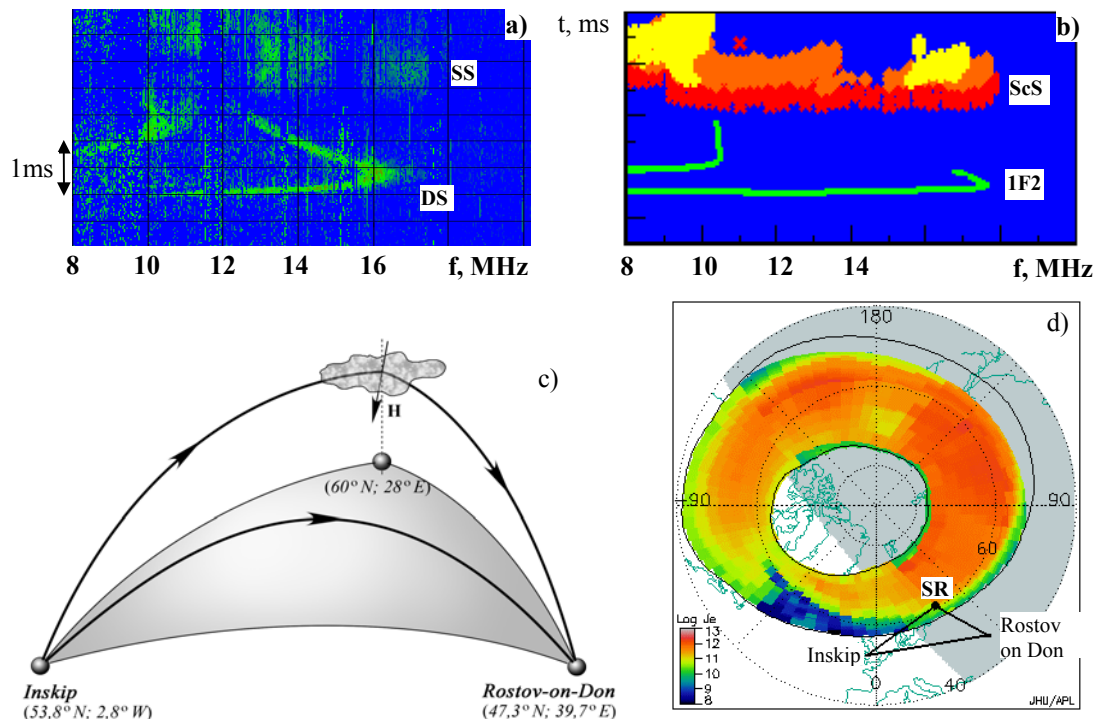 a)
SS
1ms
DS
8 10 12 14 16 f, MHz
t, ms b)
ScS
1F2
8 10 12 14 f, MHz
c)
H
(60° N; 28° E)
Inskip
(53,8° N; 2,8° W)
Rostov-on-Don
(47,3° N; 39,7° E)
d)
180
-90
90
60
SR
Log Je
13
12
11
10
9
8
Inskip
Rostov
on Don
0
40
JHU/APL